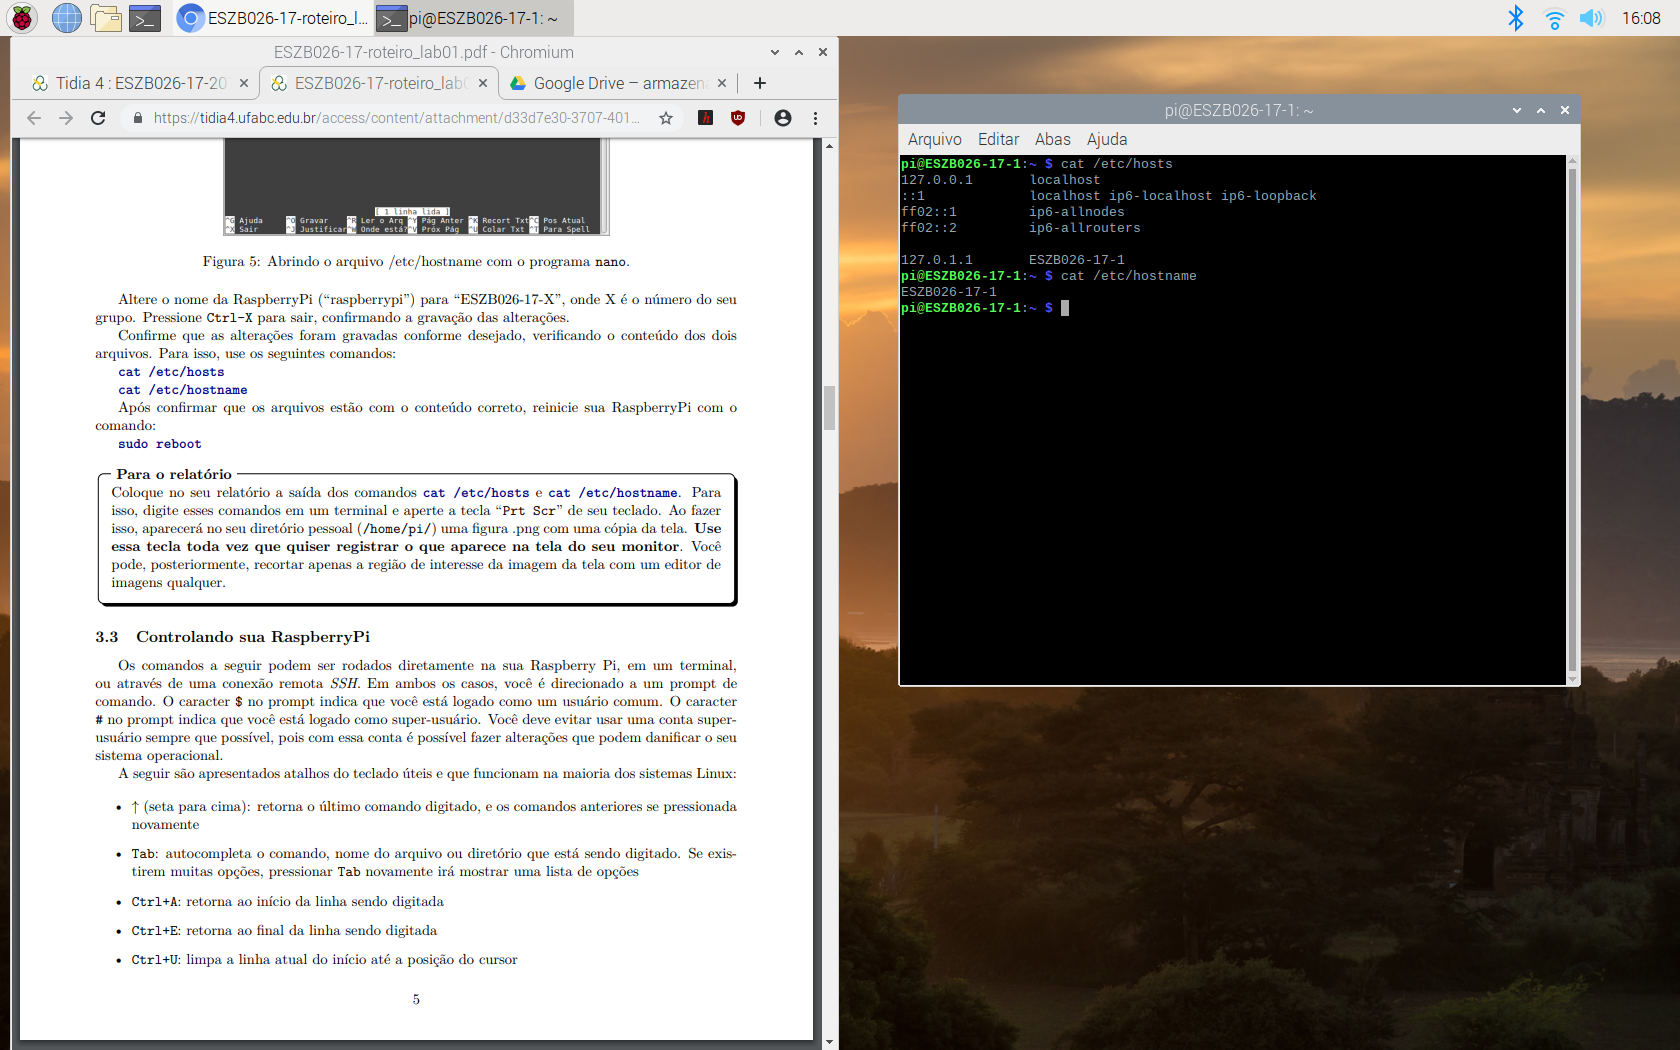 ESZB026-17-roteiro_l...
pi@ESZB026-17-1: ~
16:08
ESZB026-17-roteiro_lab01.pdf - Chromium
Tidia 4 : ESZB026-17-20
ESZB026-17-roteiro_lab0
Google Drive – armazena
https://tidia4.ufabc.edu.br/access/content/attachment/d33d7e30-3707-401...
[ 1 linha lida ]
^G Ajuda ^O Gravar ^R Ler o Arq ^Y Pág Anter ^K Recort Txt ^C Pos Atual
^X Sair ^J Justificar ^W Onde está? ^V Próx Pág ^U Colar Txt ^T Para Spell
Figura 5: Abrindo o arquivo /etc/hostname com o programa nano.
Altere o nome da RaspberryPi (“raspberrypi”) para “ESZB026-17-X”, onde X é o número do seu
grupo. Pressione Ctrl-X para sair, confirmando a gravação das alterações.
Confirme que as alterações foram gravadas conforme desejado, verificando o conteúdo dos dois
arquivos. Para isso, use os seguintes comandos:
cat /etc/hosts
cat /etc/hostname
Após confirmar que os arquivos estão com o conteúdo correto, reinicie sua RaspberryPi com o
comando:
sudo reboot
Para o relatório
Coloque no seu relatório a saída dos comandos cat /etc/hosts e cat /etc/hostname. Para
isso, digite esses comandos em um terminal e aperte a tecla “Prt Scr” de seu teclado. Ao fazer
isso, aparecerá no seu diretório pessoal (/home/pi/) uma figura .png com uma cópia da tela. Use
essa tecla toda vez que quiser registrar o que aparece na tela do seu monitor. Você
pode, posteriormente, recortar apenas a região de interesse da imagem da tela com um editor de
imagens qualquer.
3.3 Controlando sua RaspberryPi
Os comandos a seguir podem ser rodados diretamente na sua Raspberry Pi, em um terminal,
ou através de uma conexão remota SSH. Em ambos os casos, você é direcionado a um prompt de
comando. O caracter $ no prompt indica que você está logado como um usuário comum. O caracter
# no prompt indica que você está logado como super-usuário. Você deve evitar usar uma conta super-
usuário sempre que possível, pois com essa conta é possível fazer alterações que podem danificar o seu
sistema operacional.
A seguir são apresentados atalhos do teclado úteis e que funcionam na maioria dos sistemas Linux:
• ↑ (seta para cima): retorna o último comando digitado, e os comandos anteriores se pressionada
novamente
• Tab: autocompleta o comando, nome do arquivo ou diretório que está sendo digitado. Se exis-
tirem muitas opções, pressionar Tab novamente irá mostrar uma lista de opções
• Ctrl+A: retorna ao início da linha sendo digitada
• Ctrl+E: retorna ao final da linha sendo digitada
• Ctrl+U: limpa a linha atual do início até a posição do cursor
5
pi@ESZB026-17-1: ~
Arquivo Editar Abas Ajuda
pi@ESZB026-17-1:~ $ cat /etc/hosts
127.0.0.1 localhost
::1 localhost ip6-localhost ip6-loopback
ff02::1 ip6-allnodes
ff02::2 ip6-allrouters
127.0.1.1 ESZB026-17-1
pi@ESZB026-17-1:~ $ cat /etc/hostname
ESZB026-17-1
pi@ESZB026-17-1:~ $